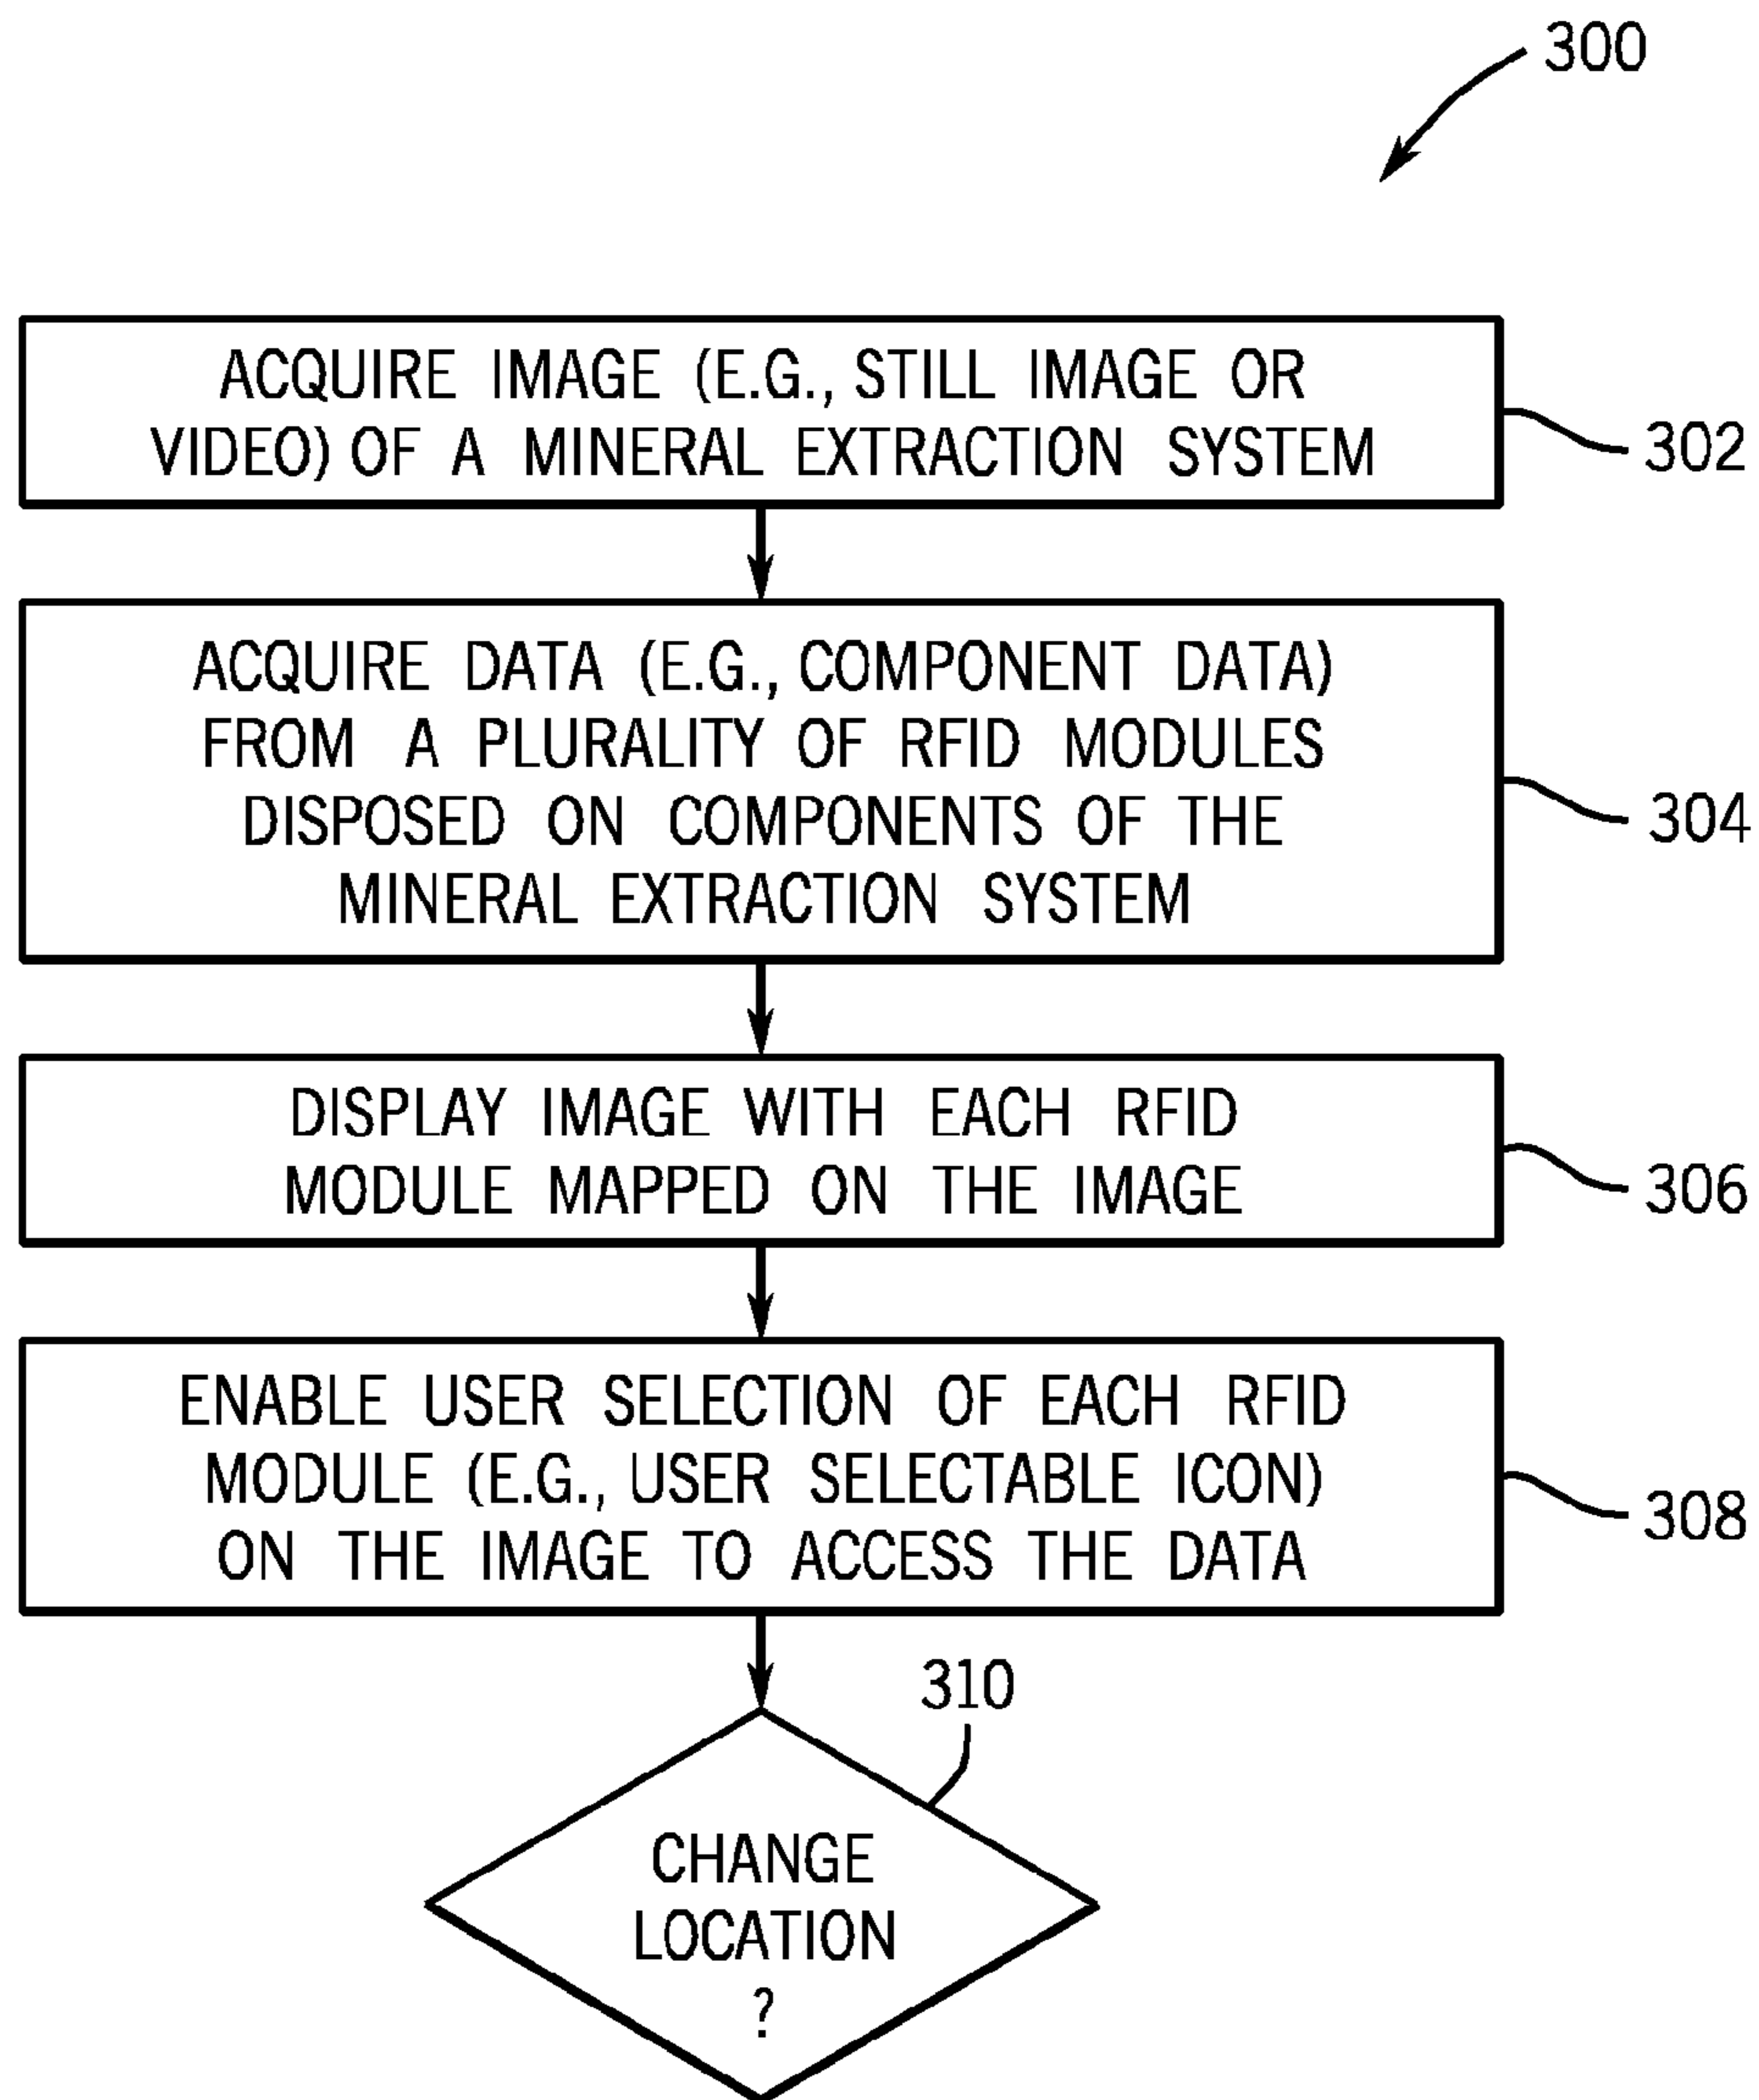 300
ACQUIRE IMAGE (E.G., STILL IMAGE OR
VIDEO) OF A MINERAL EXTRACTION SYSTEM
302
ACQUIRE DATA (E.G., COMPONENT DATA)
FROM A PLURALITY OF RFID MODULES
DISPOSED ON COMPONENTS OF THE
MINERAL EXTRACTION SYSTEM
304
DISPLAY IMAGE WITH EACH RFID
MODULE MAPPED ON THE IMAGE
306
ENABLE USER SELECTION OF EACH RFID
MODULE (E.G., USER SELECTABLE ICON)
ON THE IMAGE TO ACCESS THE DATA
308
310
CHANGE
LOCATION
?